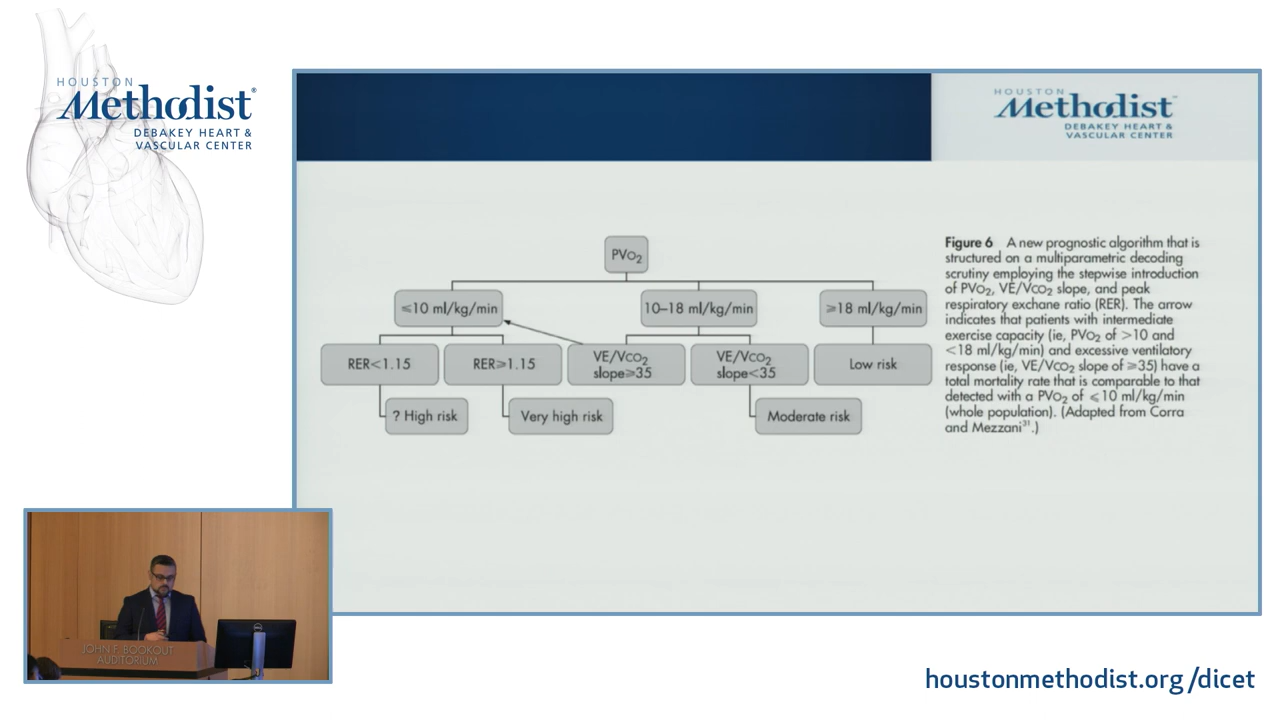 HOUSTON
Methodist®
DEBAKEY HEART &
VASCULAR CENTER
HOUSTON
Methodist™
DEBAKEY HEART &
VASCULAR CENTER
PVO₂
≤10 ml/kg/min
10–18 ml/kg/min
≥18 ml/kg/min
RER<1.15
RER≥1.15
VE/VCO₂
slope≥35
VE/VCO₂
slope<35
Low risk
? High risk
Very high risk
Moderate risk
Figure 6 A new prognostic algorithm that is
structured on a multiparametric decoding
scrutiny employing the stepwise introduction
of PVO₂, VE/VCO₂ slope, and peak
respiratory exchane ratio (RER). The arrow
indicates that patients with intermediate
exercise capacity (ie, PVO₂ of >10 and
<18 ml/kg/min) and excessive ventilatory
response (ie, VE/VCO₂ slope of ≥35) have a
total mortality rate that is comparable to that
detected with a PVO₂ of ≤10 ml/kg/min
(whole population). (Adapted from Corra
and Mezzani³¹.)
JOHN F. BOOKOUT
AUDITORIUM
DELL
houstonmethodist.org/dicet